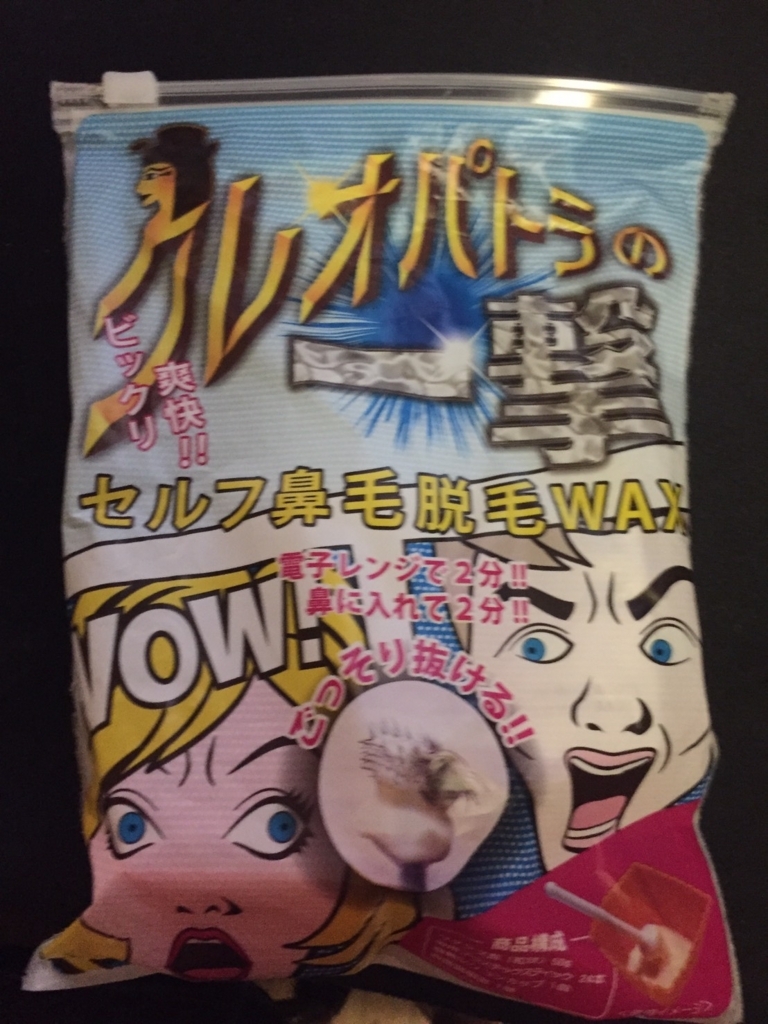 クレオパトラの
一撃
ビックリ
爽快!!
セルフ鼻毛脱毛WAX
電子レンジで2分!!
鼻に入れて2分!!
WOW!
ごっそり抜ける!!
商品構成